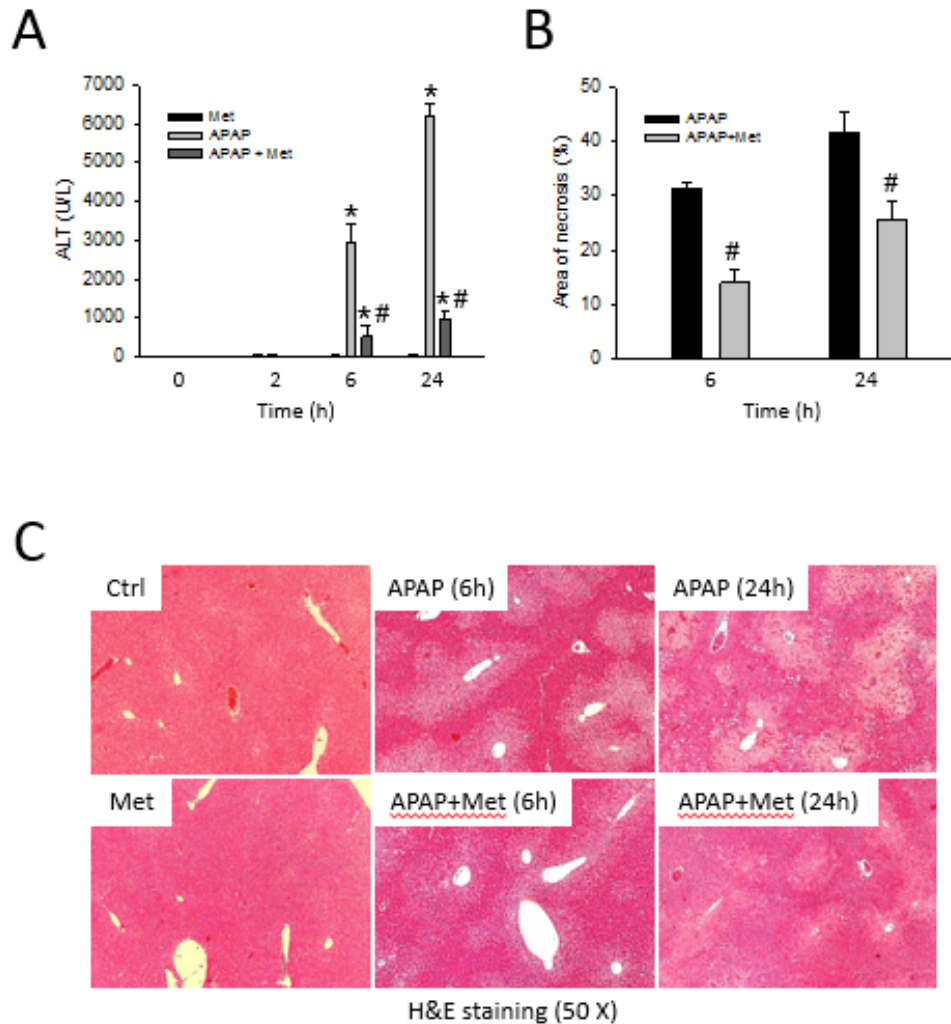 A
7000
6000
5000
4000
3000
2000
1000
0
ALT (U/L)
Met
APAP
APAP + Met
*
*
* #
* #
0 2 6 24
Time (h)
B
50
40
30
20
10
0
Area of necrosis (%)
APAP
APAP+Met
#
#
6 24
Time (h)
C
Ctrl
APAP (6h)
APAP (24h)
Met
APAP+Met (6h)
APAP+Met (24h)
H&E staining (50 X)